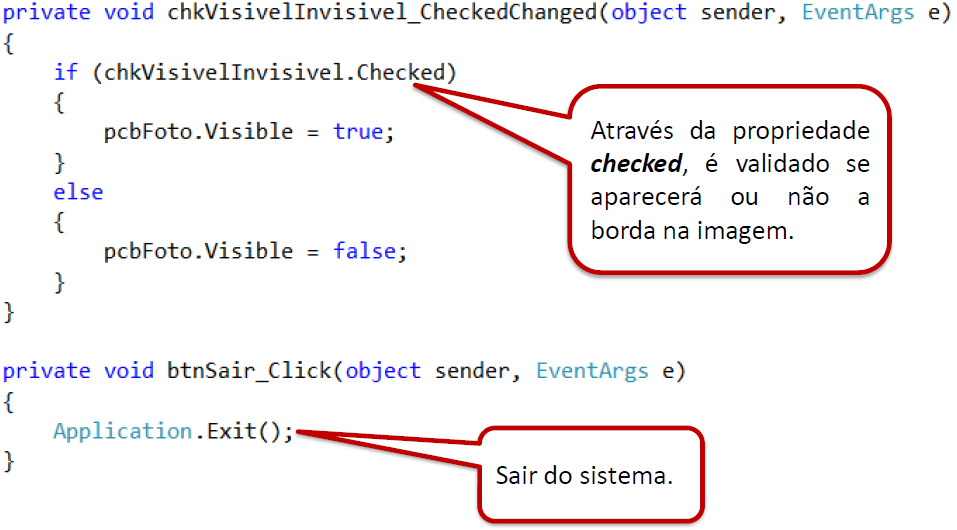 private void chkVisivelInvisivel_CheckedChanged(object sender, EventArgs e)
{
    if (chkVisivelInvisivel.Checked)
    {
        pcbFoto.Visible = true;
    }
    else
    {
        pcbFoto.Visible = false;
    }
}
Através da propriedade
checked, é validado se
aparecerá ou não a
borda na imagem.
private void btnSair_Click(object sender, EventArgs e)
{
    Application.Exit();
}
Sair do sistema.